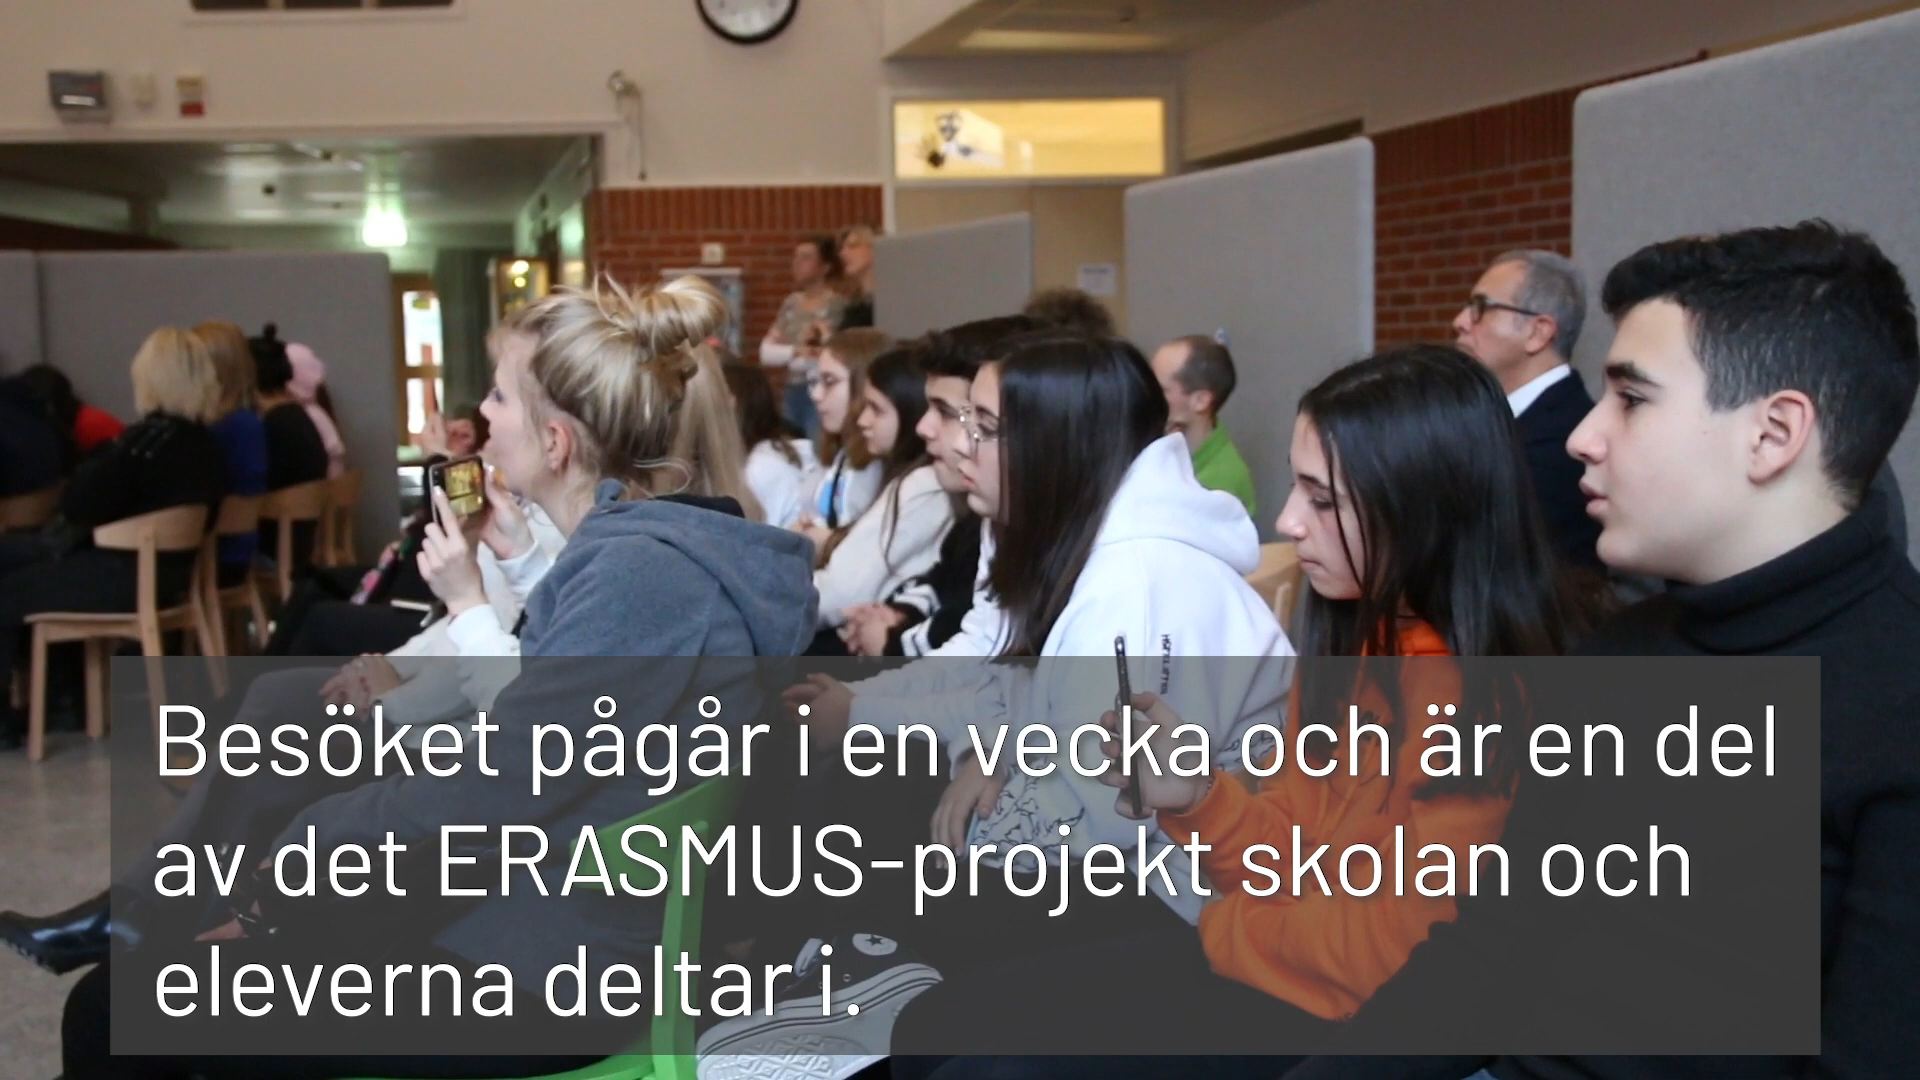 Besöket pågår i en vecka och är en del
av det ERASMUS-projekt skolan och
eleverna deltar i.